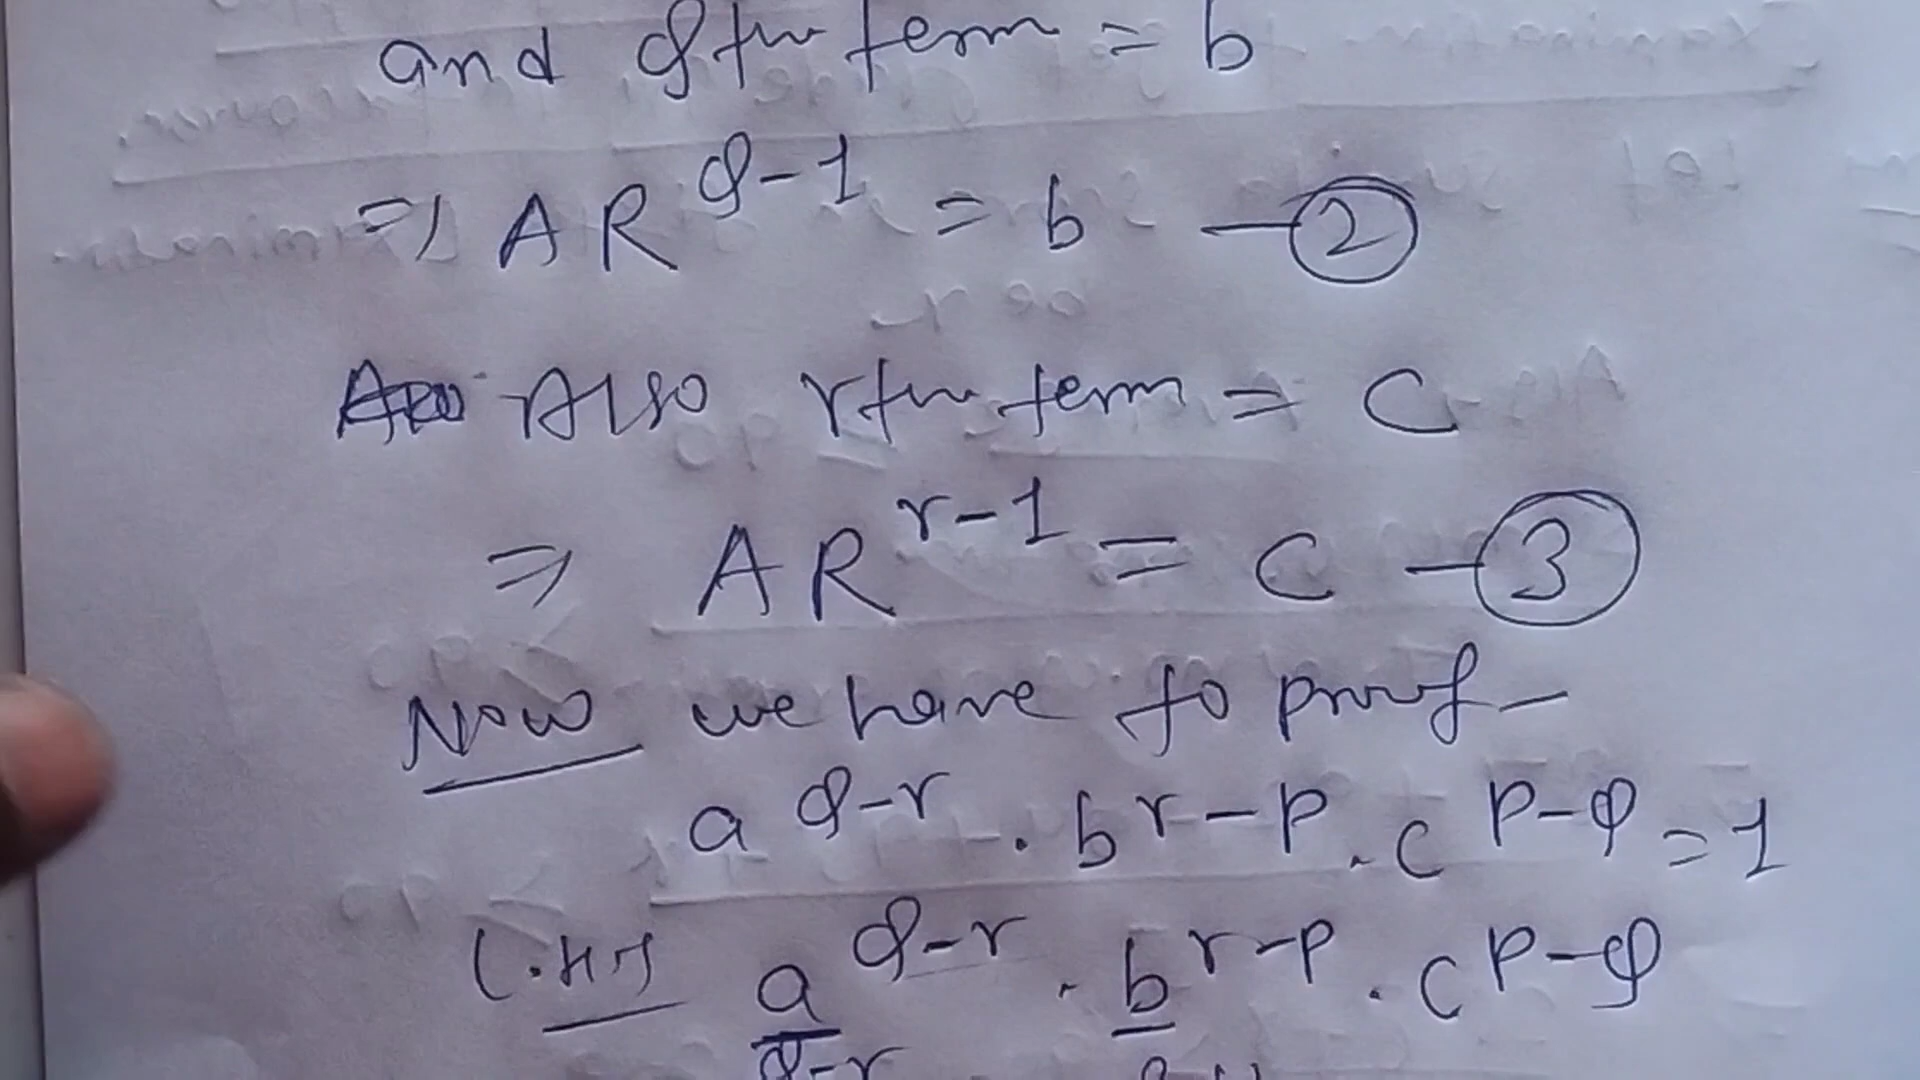 and qth term = b
=> AR^{q-1} = b — ②
Also rth term = c
=> AR^{r-1} = c — ③
Now we have to proof -
a^{q-r} . b^{r-p} . c^{p-q} = 1
L.H.S a^{q-r} . b^{r-p} . c^{p-q}
q-r